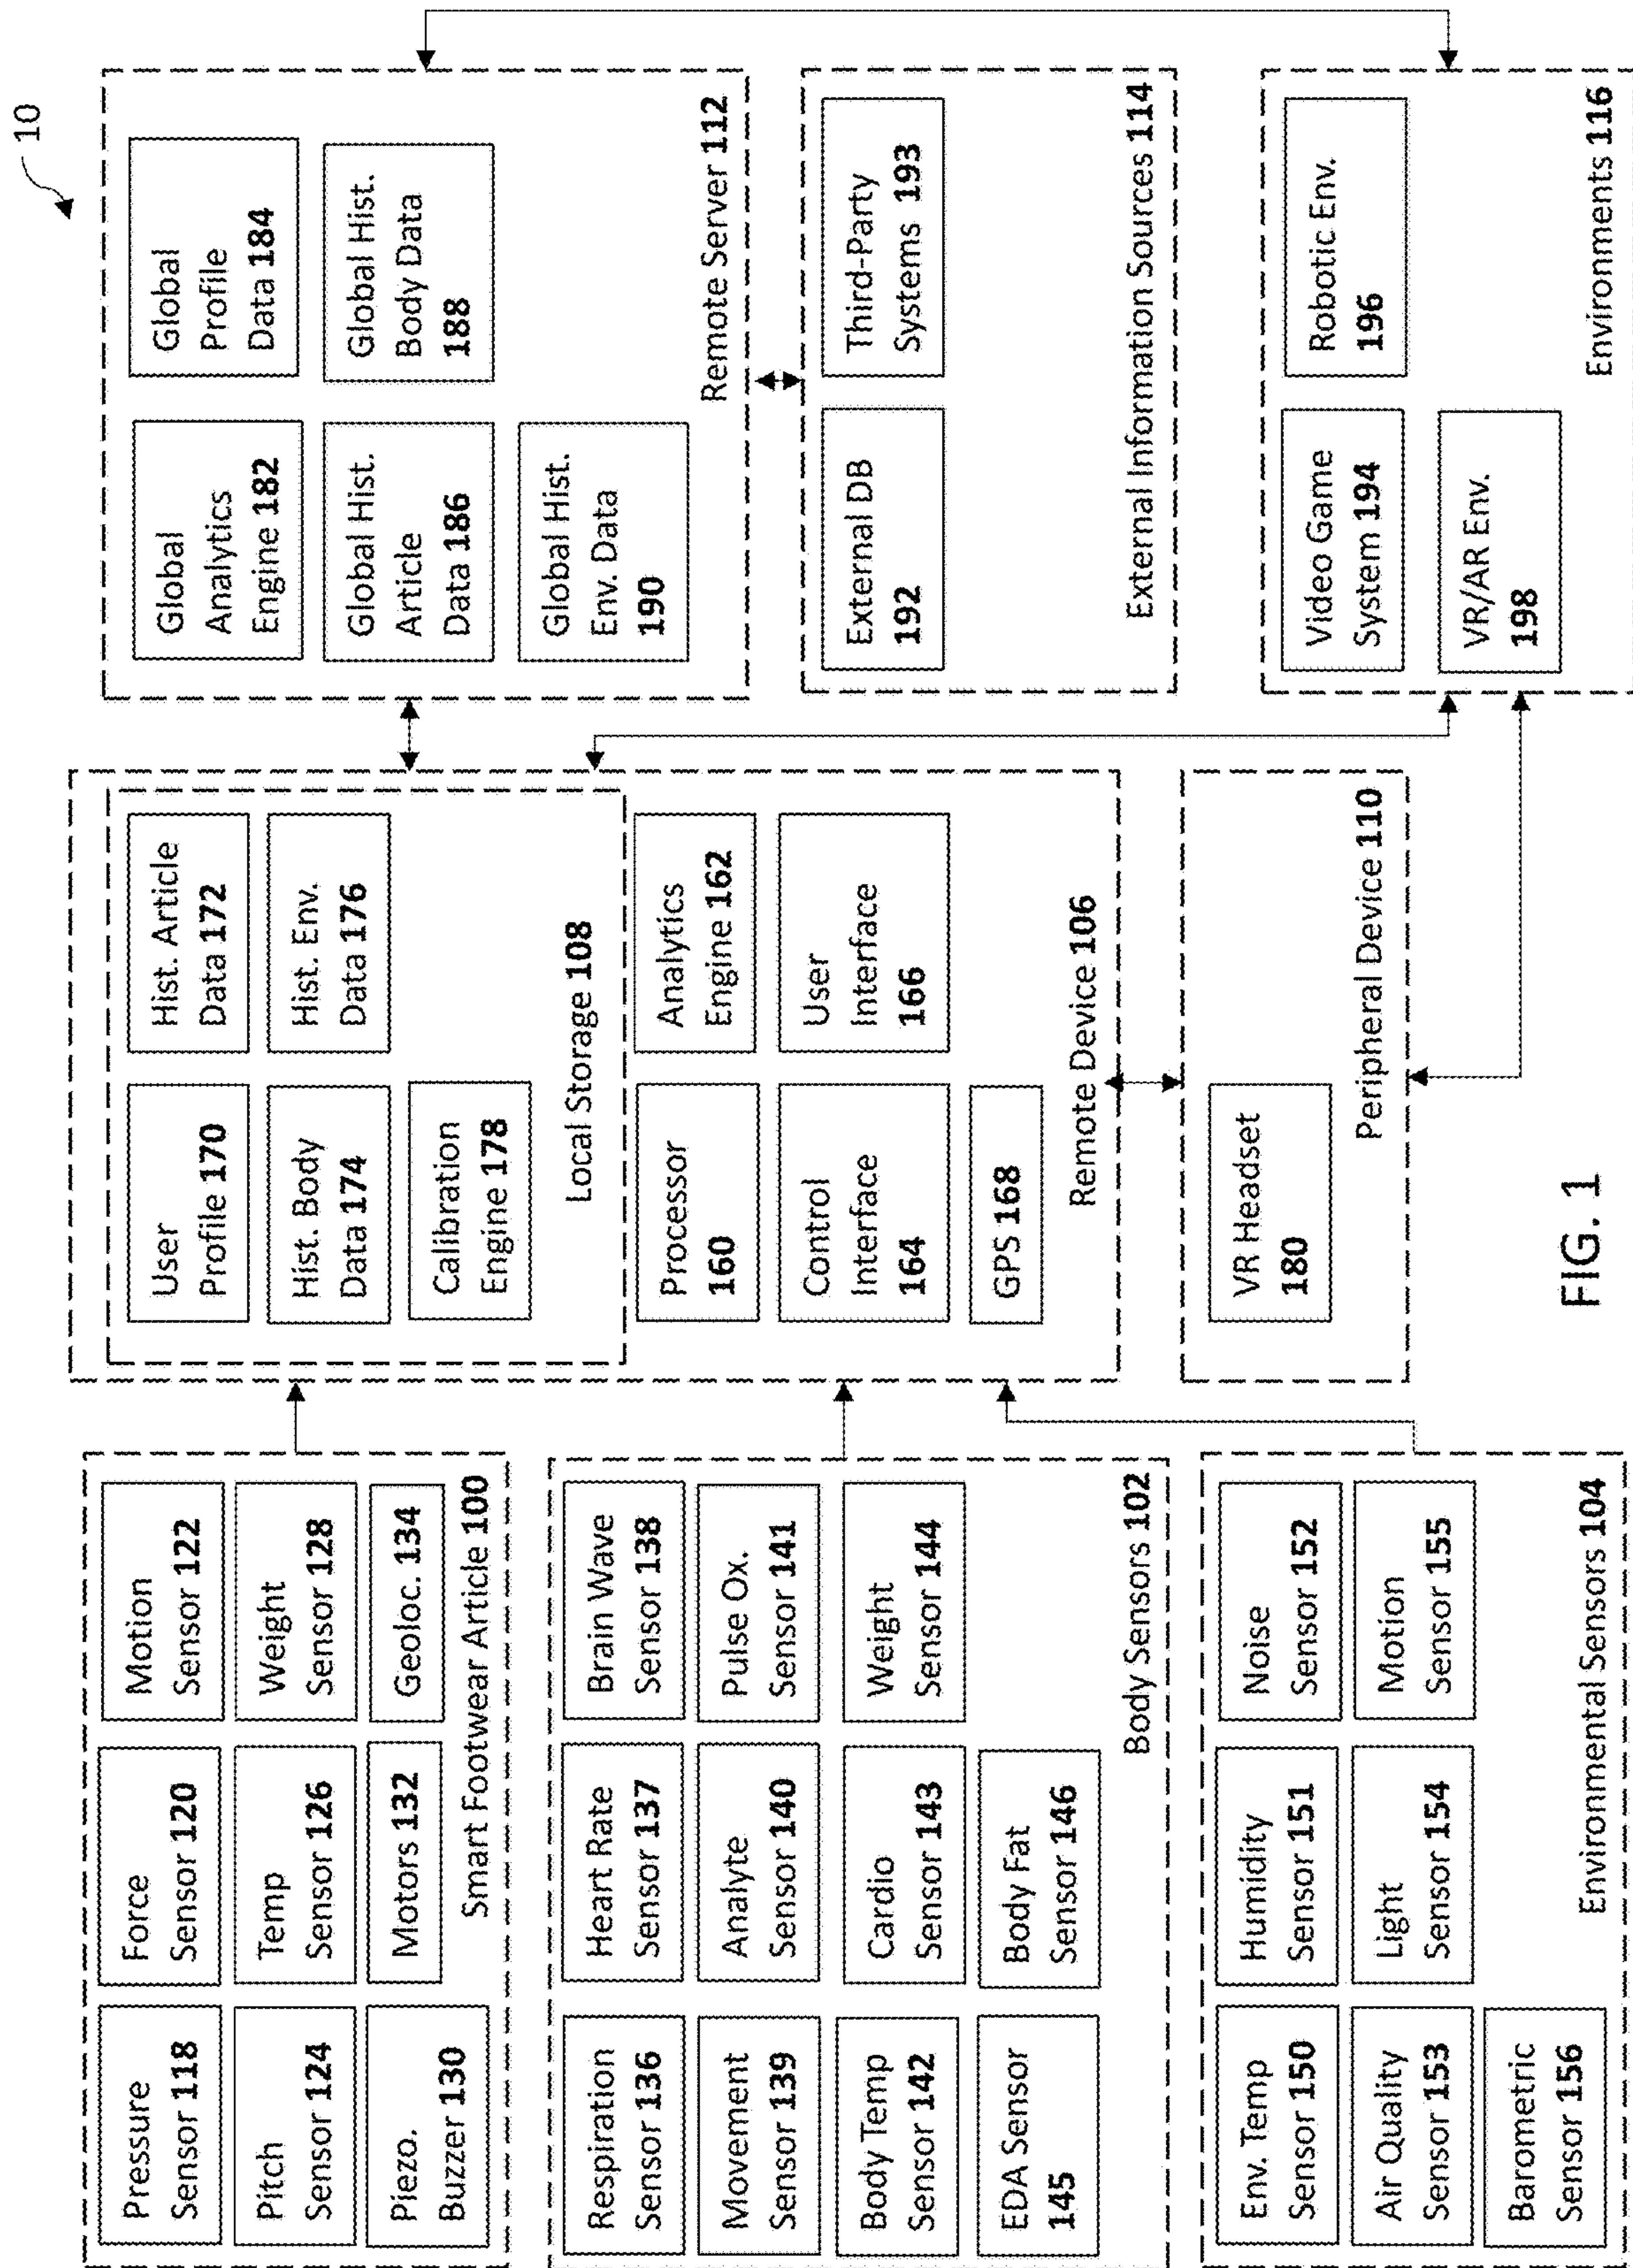 10
Pressure
Sensor 118
Force
Sensor 120
Motion
Sensor 122
Pitch
Sensor 124
Temp
Sensor 126
Weight
Sensor 128
Piezo.
Buzzer 130
Motors 132
Geoloc. 134
Smart Footwear Article 100
Respiration
Sensor 136
Heart Rate
Sensor 137
Brain Wave
Sensor 138
Movement
Sensor 139
Analyte
Sensor 140
Pulse Ox.
Sensor 141
Body Temp
Sensor 142
Cardio
Sensor 143
Weight
Sensor 144
EDA Sensor
145
Body Fat
Sensor 146
Body Sensors 102
Env. Temp
Sensor 150
Humidity
Sensor 151
Noise
Sensor 152
Air Quality
Sensor 153
Light
Sensor 154
Motion
Sensor 155
Barometric
Sensor 156
Environmental Sensors 104
User
Profile 170
Hist. Article
Data 172
Hist. Body
Data 174
Hist. Env.
Data 176
Calibration
Engine 178
Local Storage 108
Processor
160
Analytics
Engine 162
Control
Interface
164
User
Interface
166
GPS 168
Remote Device 106
VR Headset
180
Peripheral Device 110
Global
Analytics
Engine 182
Global
Profile
Data 184
Global Hist.
Article
Data 186
Global Hist.
Body Data
188
Global Hist.
Env. Data
190
Remote Server 112
External DB
192
Third-Party
Systems 193
External Information Sources 114
Video Game
System 194
Robotic Env.
196
VR/AR Env.
198
Environments 116
FIG. 1